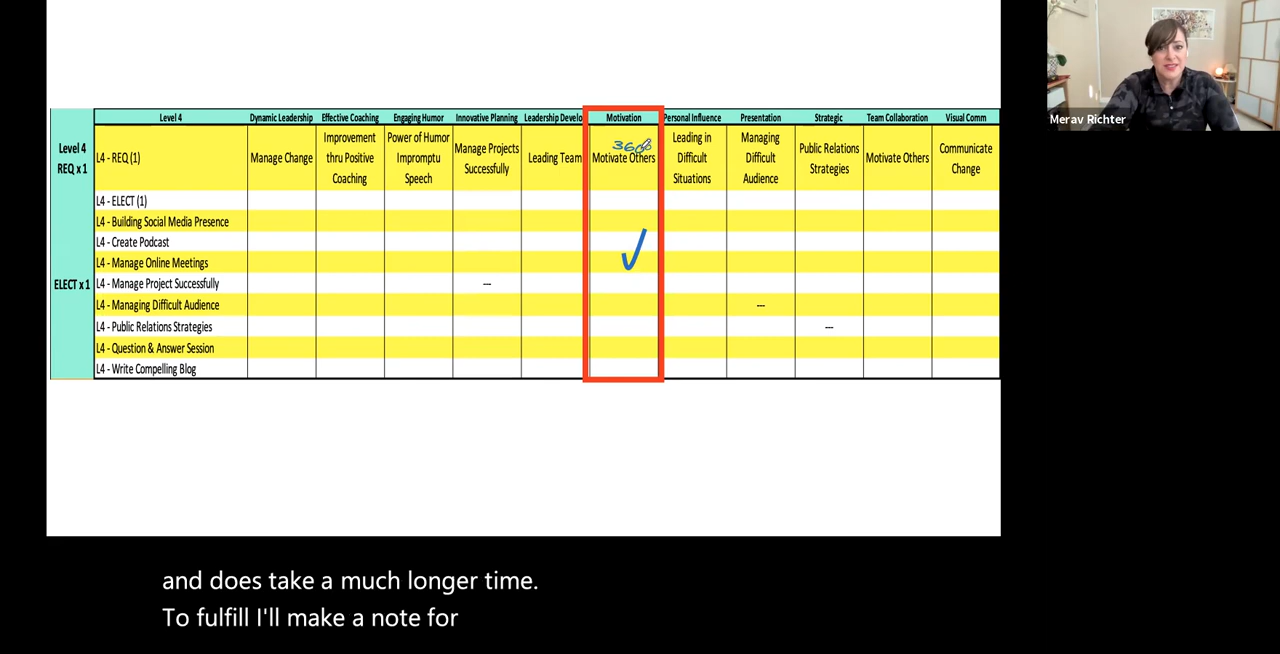 Level 4 Dynamic Leadership Effective Coaching Engaging Humor Innovative Planning Leadership Develo Motivation Personal Influence Presentation Strategic Team Collaboration Visual Comm
Level 4
REQ x 1
L4 - REQ (1)
Manage Change
Improvement
thru Positive
Coaching
Power of Humor
Impromptu
Speech
Manage Projects
Successfully
Leading Team
Motivate Others
Leading in
Difficult
Situations
Managing
Difficult
Audience
Public Relations
Strategies
Motivate Others
Communicate
Change
ELECT x 1
L4 - ELECT (1)
L4 - Building Social Media Presence
L4 - Create Podcast
L4 - Manage Online Meetings
L4 - Manage Project Successfully ---
L4 - Managing Difficult Audience ---
L4 - Public Relations Strategies ---
L4 - Question & Answer Session
L4 - Write Compelling Blog
Merav Richter
and does take a much longer time.
To fulfill I'll make a note for